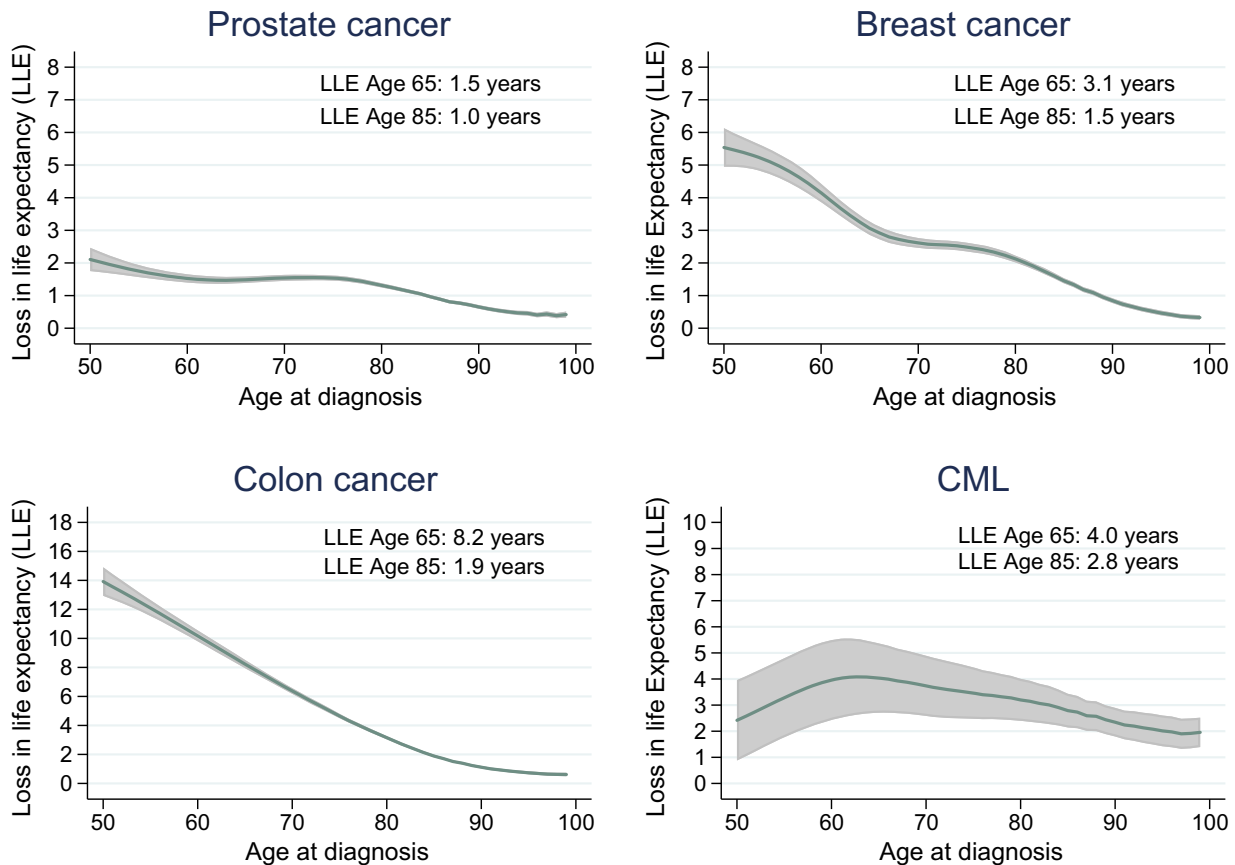 Prostate cancer
Loss in life expectancy (LLE)
8
7
6
5
4
3
2
1
0
LLE Age 65: 1.5 years
LLE Age 85: 1.0 years
50 60 70 80 90 100
Age at diagnosis
Breast cancer
Loss in life Expectancy (LLE)
8
7
6
5
4
3
2
1
0
LLE Age 65: 3.1 years
LLE Age 85: 1.5 years
50 60 70 80 90 100
Age at diagnosis
Colon cancer
Loss in life expectancy (LLE)
18
16
14
12
10
8
6
4
2
0
LLE Age 65: 8.2 years
LLE Age 85: 1.9 years
50 60 70 80 90 100
Age at diagnosis
CML
Loss in life Expectancy (LLE)
10
9
8
7
6
5
4
3
2
1
0
LLE Age 65: 4.0 years
LLE Age 85: 2.8 years
50 60 70 80 90 100
Age at diagnosis